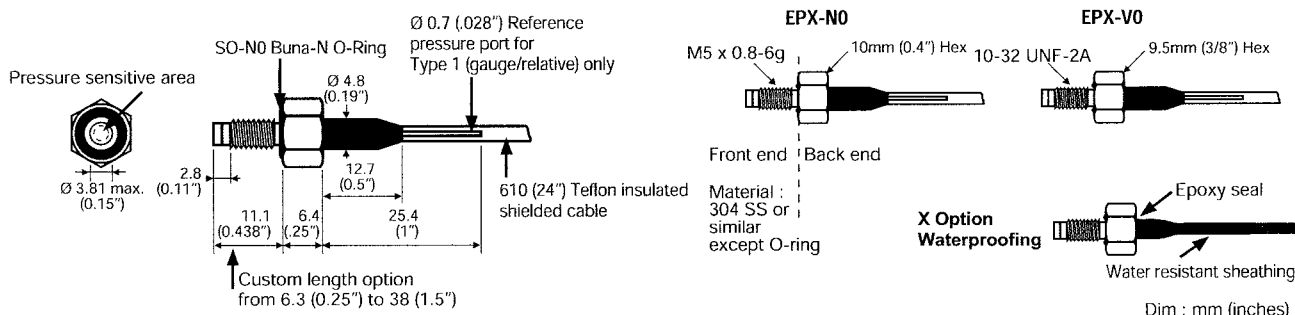 Pressure sensitive area
Ø 3.81 max.
(0.15")
SO-N0 Buna-N O-Ring
Ø 0.7 (.028") Reference
pressure port for
Type 1 (gauge/relative) only
Ø 4.8
(0.19")
2.8
(0.11")
12.7
(0.5")
11.1
(0.438")
6.4
(.25")
25.4
(1")
610 (24") Teflon insulated
shielded cable
Custom length option
from 6.3 (0.25") to 38 (1.5")
EPX-N0
M5 x 0.8-6g
10mm (0.4") Hex
Front end
Back end
Material :
304 SS or
similar
except O-ring
EPX-V0
10-32 UNF-2A
9.5mm (3/8") Hex
X Option
Waterproofing
Epoxy seal
Water resistant sheathing
Dim : mm (inches)